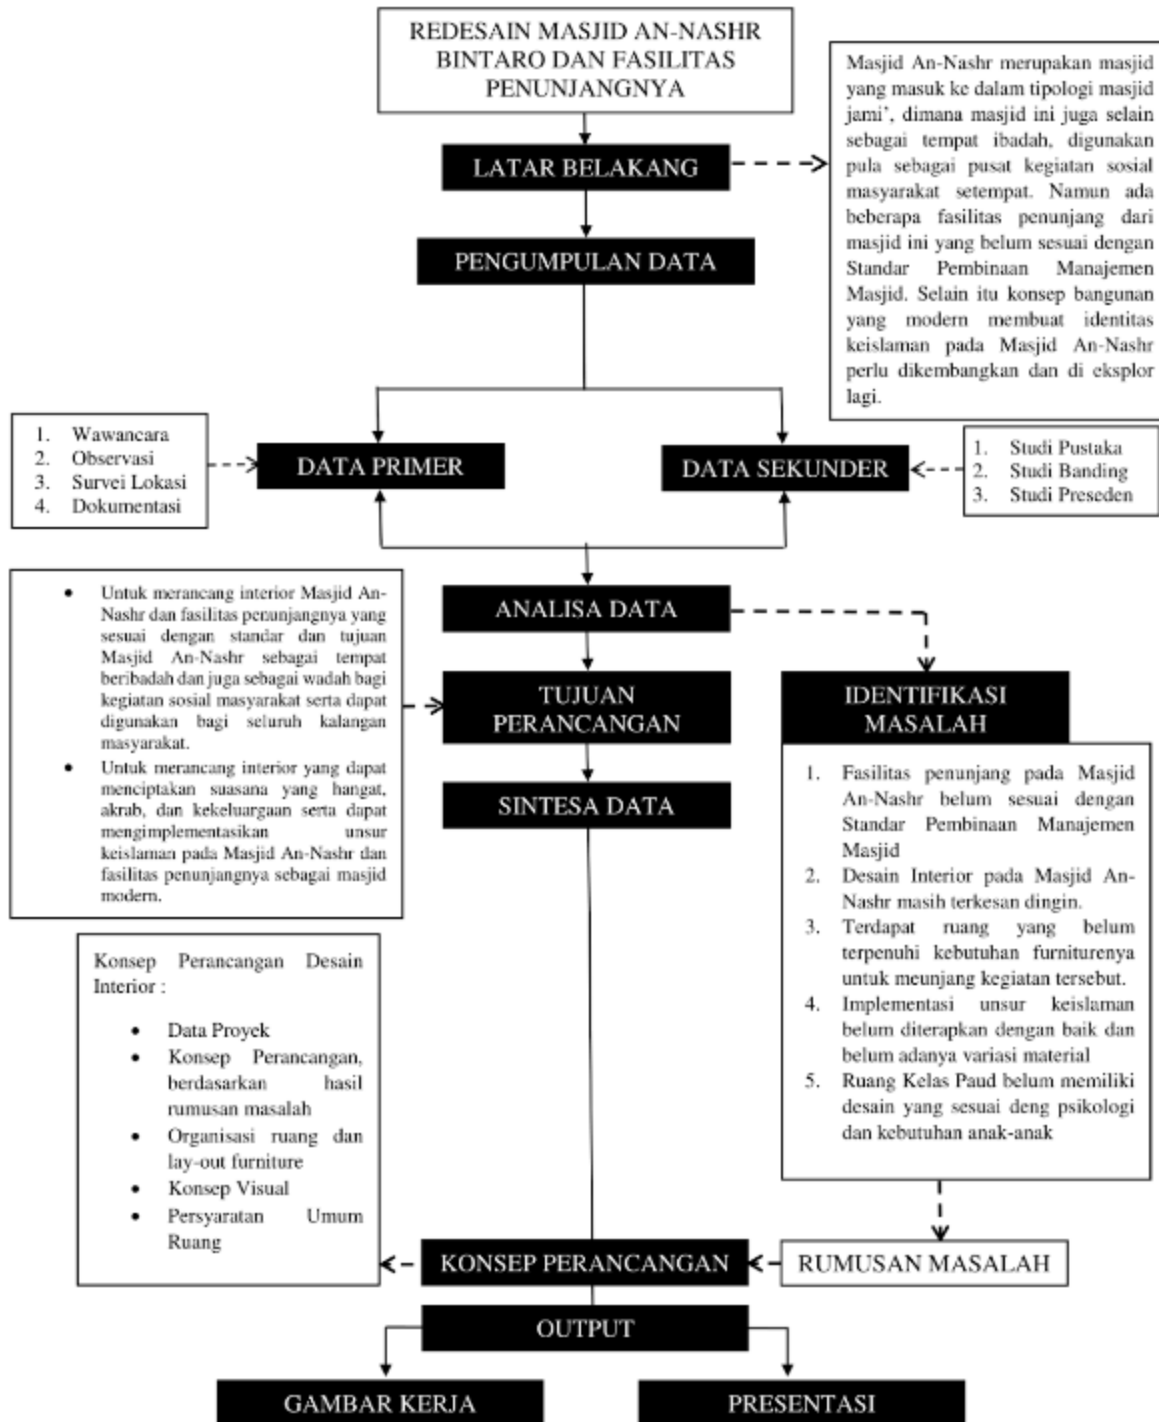 REDESAIN MASJID AN-NASHR
BINTARO DAN FASILITAS
PENUNJANGNYA
LATAR BELAKANG
Masjid An-Nashr merupakan masjid
yang masuk ke dalam tipologi masjid
jami', dimana masjid ini juga selain
sebagai tempat ibadah, digunakan
pula sebagai pusat kegiatan sosial
masyarakat setempat. Namun ada
beberapa fasilitas penunjang dari
masjid ini yang belum sesuai dengan
Standar Pembinaan Manajemen
Masjid. Selain itu konsep bangunan
yang modern membuat identitas
keislaman pada Masjid An-Nashr
perlu dikembangkan dan di eksplor
lagi.
PENGUMPULAN DATA
1. Wawancara
2. Observasi
3. Survei Lokasi
4. Dokumentasi
DATA PRIMER
DATA SEKUNDER
1. Studi Pustaka
2. Studi Banding
3. Studi Preseden
ANALISA DATA
• Untuk merancang interior Masjid An-
Nashr dan fasilitas penunjangnya yang
sesuai dengan standar dan tujuan
Masjid An-Nashr sebagai tempat
beribadah dan juga sebagai wadah bagi
kegiatan sosial masyarakat serta dapat
digunakan bagi seluruh kalangan
masyarakat.
• Untuk merancang interior yang dapat
menciptakan suasana yang hangat,
akrab, dan kekeluargaan serta dapat
mengimplementasikan unsur
keislaman pada Masjid An-Nashr dan
fasilitas penunjangnya sebagai masjid
modern.
TUJUAN
PERANCANGAN
IDENTIFIKASI
MASALAH
1. Fasilitas penunjang pada Masjid
An-Nashr belum sesuai dengan
Standar Pembinaan Manajemen
Masjid
2. Desain Interior pada Masjid An-
Nashr masih terkesan dingin.
3. Terdapat ruang yang belum
terpenuhi kebutuhan furniturenya
untuk meunjang kegiatan tersebut.
4. Implementasi unsur keislaman
belum diterapkan dengan baik dan
belum adanya variasi material
5. Ruang Kelas Paud belum memiliki
desain yang sesuai deng psikologi
dan kebutuhan anak-anak
SINTESA DATA
Konsep Perancangan Desain
Interior :
• Data Proyek
• Konsep Perancangan,
berdasarkan hasil
rumusan masalah
• Organisasi ruang dan
lay-out furniture
• Konsep Visual
• Persyaratan Umum
Ruang
KONSEP PERANCANGAN
RUMUSAN MASALAH
OUTPUT
GAMBAR KERJA
PRESENTASI